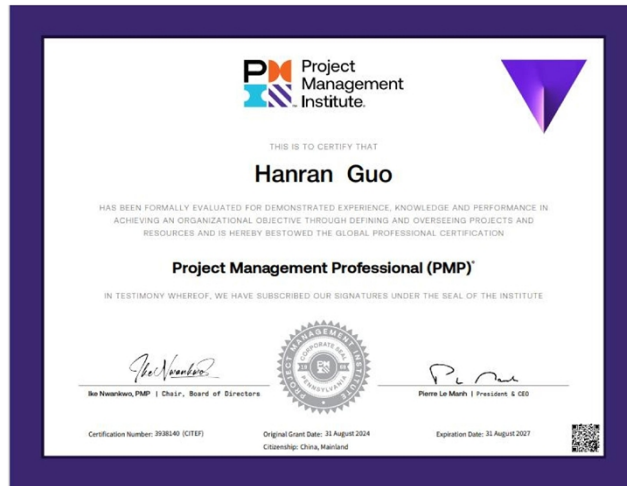 PM
Project
Management
Institute.
THIS IS TO CERTIFY THAT
Hanran Guo
HAS BEEN FORMALLY EVALUATED FOR DEMONSTRATED EXPERIENCE, KNOWLEDGE AND PERFORMANCE IN
ACHIEVING AN ORGANIZATIONAL OBJECTIVE THROUGH DEFINING AND OVERSEEING PROJECTS AND
RESOURCES AND IS HEREBY BESTOWED THE GLOBAL PROFESSIONAL CERTIFICATION
Project Management Professional (PMP)®
IN TESTIMONY WHEREOF, WE HAVE SUBSCRIBED OUR SIGNATURES UNDER THE SEAL OF THE INSTITUTE
PROJECT MANAGEMENT INSTITUTE
CORPORATE SEAL
PENNSYLVANIA
Ike Nwankwo
Ike Nwankwo, PMP | Chair, Board of Directors
Pierre Le Manh | President & CEO
Certification Number: 3938140 (CITEF)
Original Grant Date: 31 August 2024
Expiration Date: 31 August 2027
Citizenship: China, Mainland